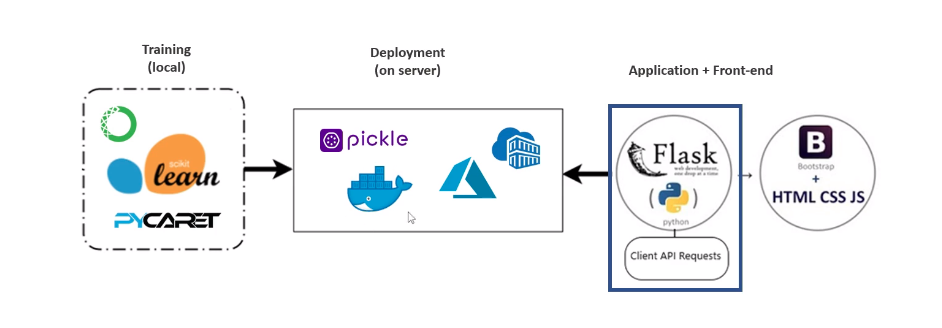 Training
(local)
Deployment
(on server)
Application + Front-end
scikit
learn
PYCARET
pickle
Flask
web development,
one drop at a time
python
Client API Requests
B
Bootstrap
+
HTML CSS JS